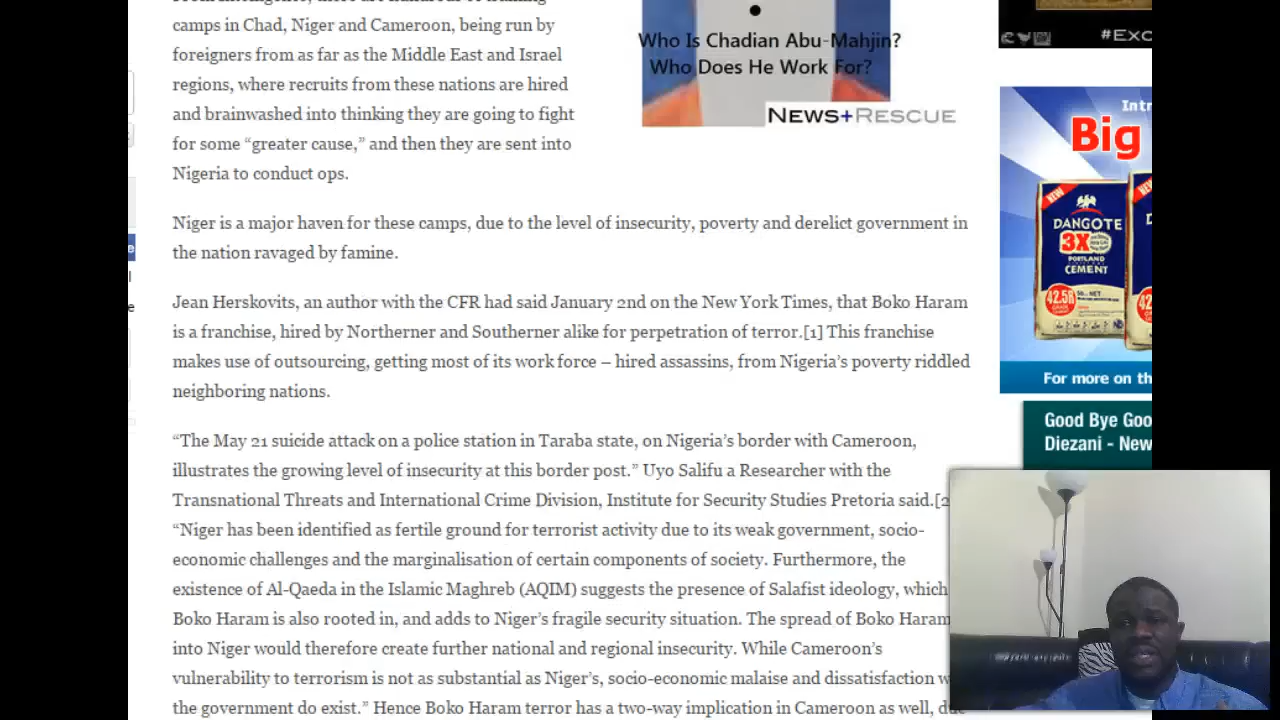 camps in Chad, Niger and Cameroon, being run by
foreigners from as far as the Middle East and Israel
regions, where recruits from these nations are hired
and brainwashed into thinking they are going to fight
for some “greater cause,” and then they are sent into
Nigeria to conduct ops.
Niger is a major haven for these camps, due to the level of insecurity, poverty and derelict government in
the nation ravaged by famine.
Jean Herskovits, an author with the CFR had said January 2nd on the New York Times, that Boko Haram
is a franchise, hired by Northerner and Southerner alike for perpetration of terror.[1] This franchise
makes use of outsourcing, getting most of its work force – hired assassins, from Nigeria’s poverty riddled
neighboring nations.
“The May 21 suicide attack on a police station in Taraba state, on Nigeria’s border with Cameroon,
illustrates the growing level of insecurity at this border post.” Uyo Salifu a Researcher with the
Transnational Threats and International Crime Division, Institute for Security Studies Pretoria said.[2
“Niger has been identified as fertile ground for terrorist activity due to its weak government, socio-
economic challenges and the marginalisation of certain components of society. Furthermore, the
existence of Al-Qaeda in the Islamic Maghreb (AQIM) suggests the presence of Salafist ideology, which
Boko Haram is also rooted in, and adds to Niger’s fragile security situation. The spread of Boko Haram
into Niger would therefore create further national and regional insecurity. While Cameroon’s
vulnerability to terrorism is not as substantial as Niger’s, socio-economic malaise and dissatisfaction w
the government do exist.” Hence Boko Haram terror has a two-way implication in Cameroon as well,
Who Is Chadian Abu-Mahjin?
Who Does He Work For?
NEWS+RESCUE
#EXC
Intr
Big
NEW
DANGOTE
3X
PORTLAND
CEMENT
42.5R
For more on th
Good Bye Goo
Diezani - New